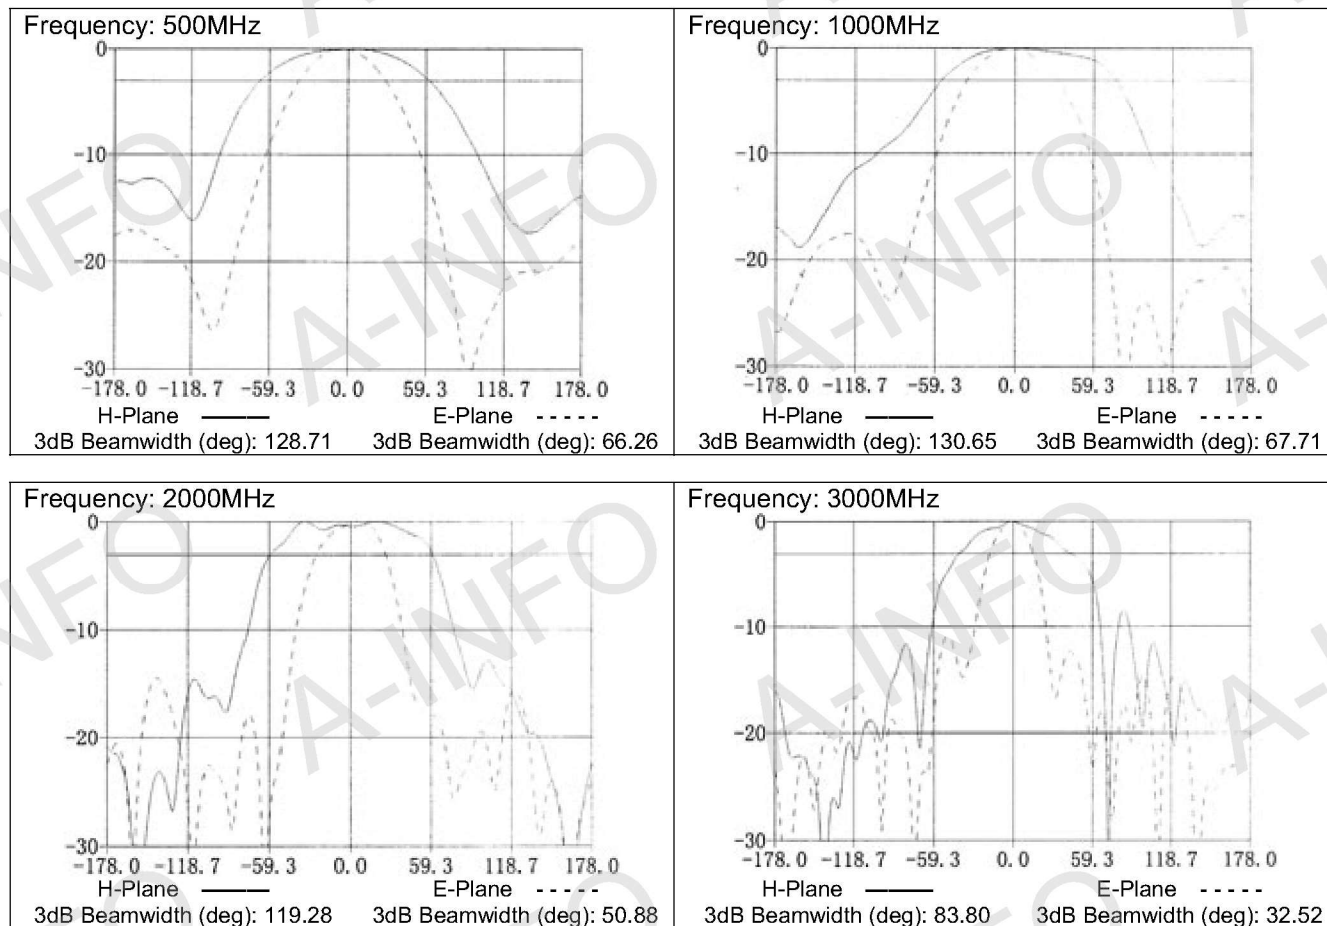 Frequency: 500MHz
0
-10
-20
-30
-178.0 -118.7 -59.3 0.0 59.3 118.7 178.0
H-Plane E-Plane
3dB Beamwidth (deg): 128.71 3dB Beamwidth (deg): 66.26
Frequency: 1000MHz
0
-10
-20
-30
-178.0 -118.7 -59.3 0.0 59.3 118.7 178.0
H-Plane E-Plane
3dB Beamwidth (deg): 130.65 3dB Beamwidth (deg): 67.71
Frequency: 2000MHz
0
-10
-20
-30
-178.0 -118.7 -59.3 0.0 59.3 118.7 178.0
H-Plane E-Plane
3dB Beamwidth (deg): 119.28 3dB Beamwidth (deg): 50.88
Frequency: 3000MHz
0
-10
-20
-30
-178.0 -118.7 -59.3 0.0 59.3 118.7 178.0
H-Plane E-Plane
3dB Beamwidth (deg): 83.80 3dB Beamwidth (deg): 32.52
A-INFO
A-INFO
A-INFO
A-INFO